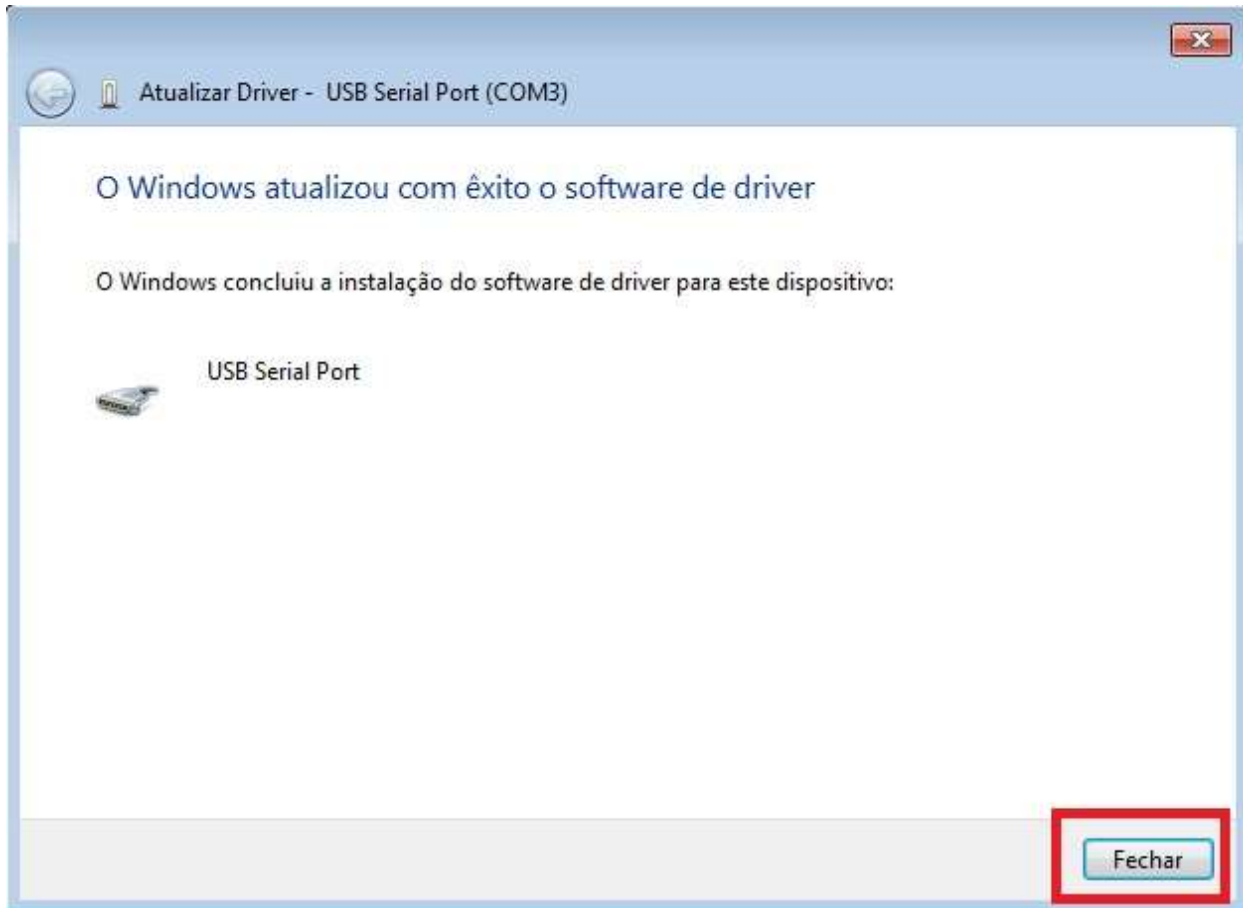 Atualizar Driver - USB Serial Port (COM3)
O Windows atualizou com êxito o software de driver
O Windows concluiu a instalação do software de driver para este dispositivo:
USB Serial Port
Fechar